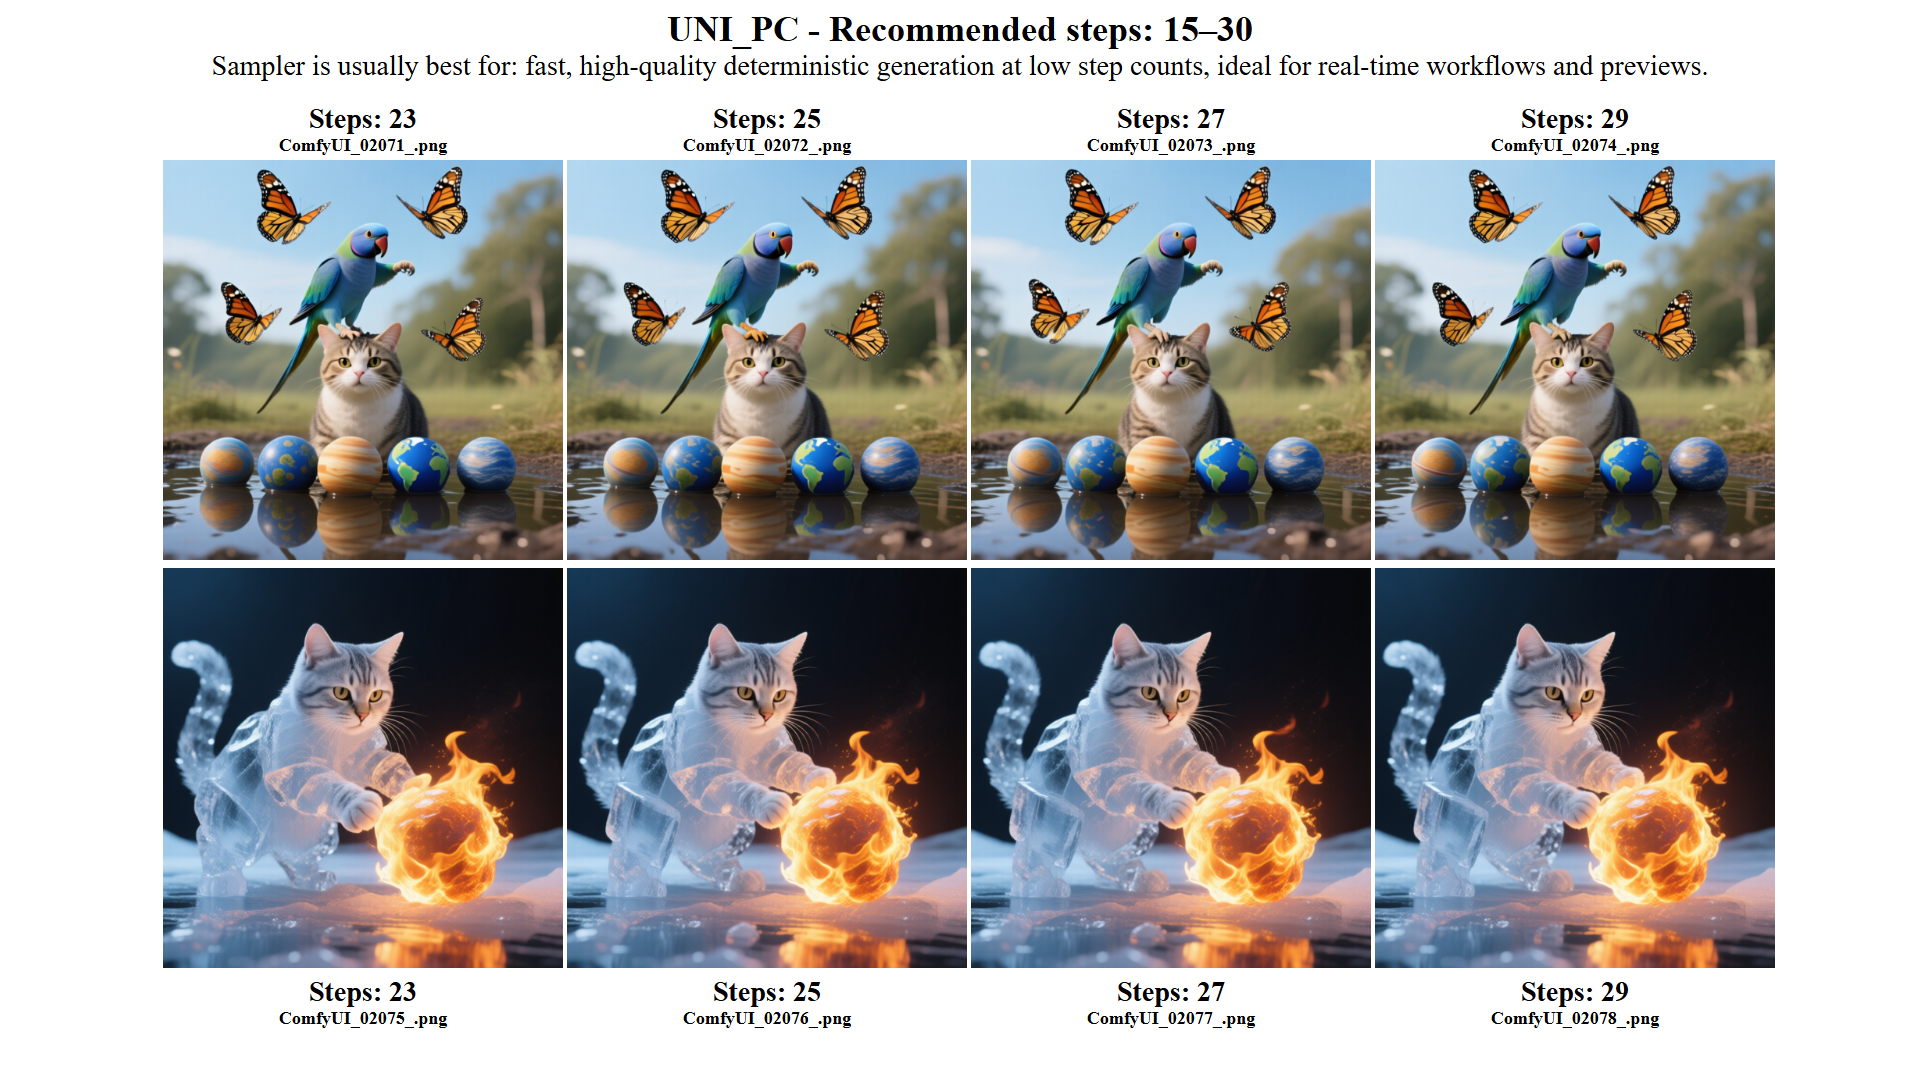 UNI_PC - Recommended steps: 15–30
Sampler is usually best for: fast, high-quality deterministic generation at low step counts, ideal for real-time workflows and previews.
Steps: 23
ComfyUI_02071_.png
Steps: 25
ComfyUI_02072_.png
Steps: 27
ComfyUI_02073_.png
Steps: 29
ComfyUI_02074_.png
Steps: 23
ComfyUI_02075_.png
Steps: 25
ComfyUI_02076_.png
Steps: 27
ComfyUI_02077_.png
Steps: 29
ComfyUI_02078_.png